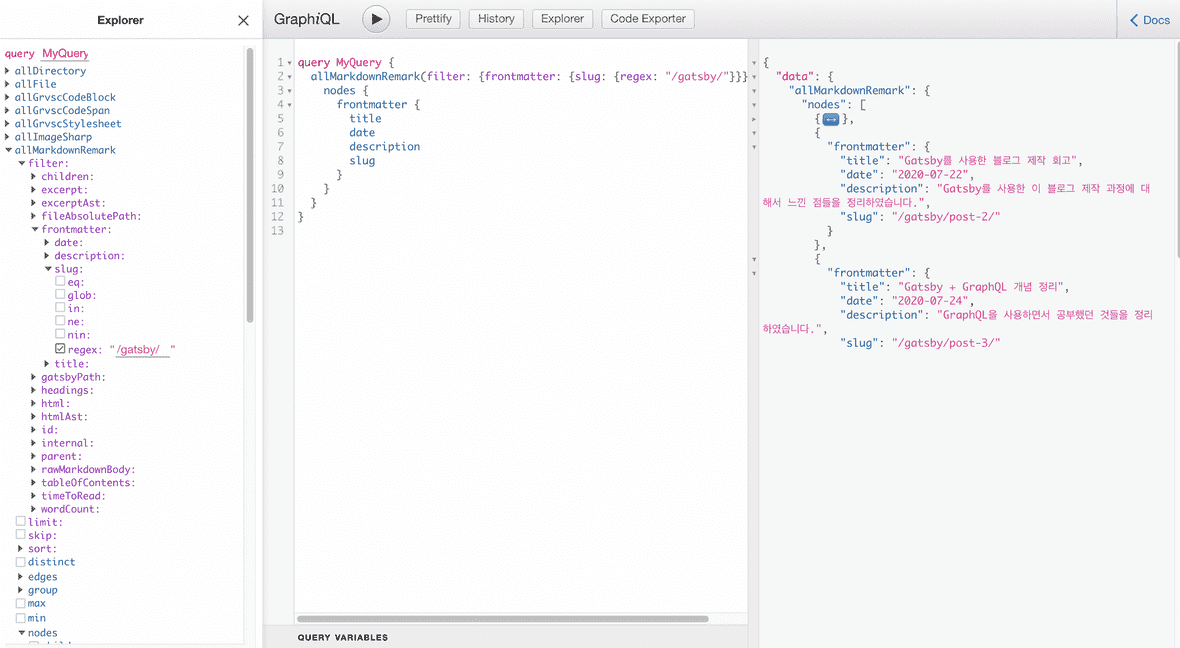 Explorer
GraphiQL
Prettify
History
Explorer
Code Exporter
Docs
query MyQuery
allDirectory
allFile
allGrvscCodeBlock
allGrvscCodeSpan
allGrvscStylesheet
allImageSharp
allMarkdownRemark
filter:
children:
excerpt:
excerptAst:
fileAbsolutePath:
frontmatter:
date:
description:
slug:
eq:
glob:
in:
ne:
nin:
regex: "/gatsby/ "
title:
gatsbyPath:
headings:
html:
htmlAst:
id:
internal:
parent:
rawMarkdownBody:
tableOfContents:
timeToRead:
wordCount:
limit:
skip:
sort:
distinct
edges
group
max
min
nodes
1 query MyQuery {
2 allMarkdownRemark(filter: {frontmatter: {slug: {regex: "/gatsby/"}}}
3 nodes {
4 frontmatter {
5 title
6 date
7 description
8 slug
9 }
10 }
11 }
12 }
13
QUERY VARIABLES
{
"data": {
"allMarkdownRemark": {
"nodes": [
{↔},
{
"frontmatter": {
"title": "Gatsby를 사용한 블로그 제작 회고",
"date": "2020-07-22",
"description": "Gatsby를 사용한 이 블로그 제작 과정에 대
해서 느낀 점들을 정리하였습니다.",
"slug": "/gatsby/post-2/"
}
},
{
"frontmatter": {
"title": "Gatsby + GraphQL 개념 정리",
"date": "2020-07-24",
"description": "GraphQL을 사용하면서 공부했던 것들을 정리
하였습니다.",
"slug": "/gatsby/post-3/"